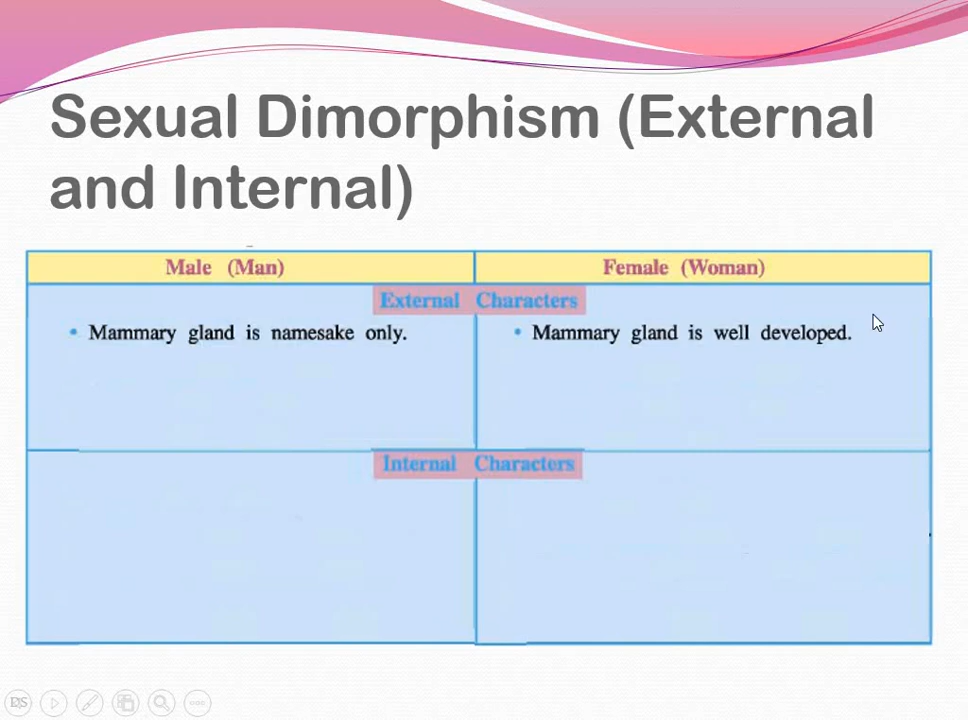 Sexual Dimorphism (External
and Internal)
Male (Man)
Female (Woman)
External Characters
• Mammary gland is namesake only.
• Mammary gland is well developed.
Internal Characters